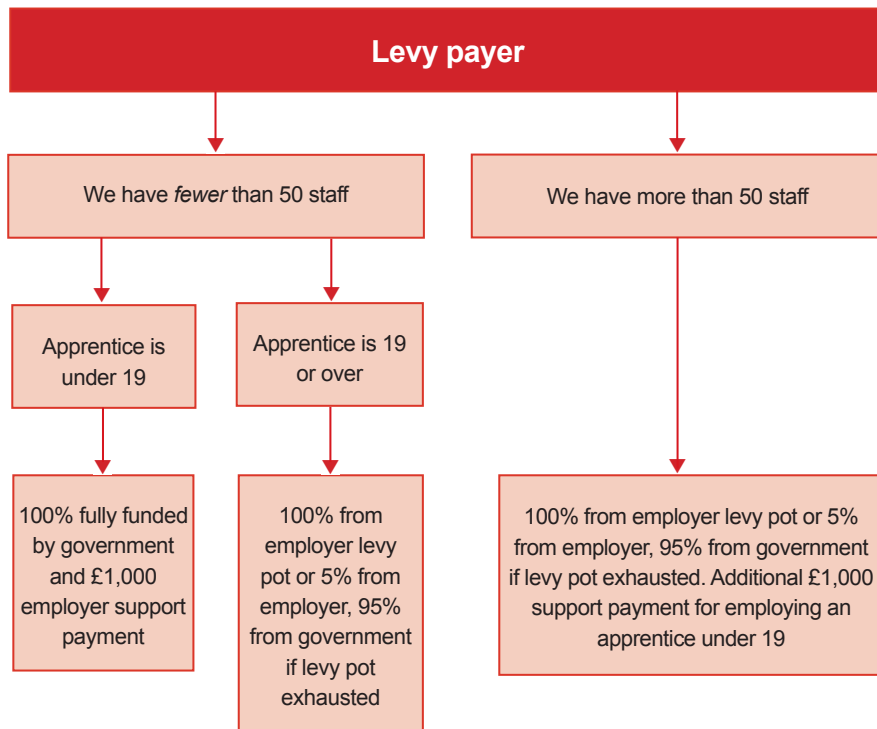 Levy payer
We have fewer than 50 staff
We have more than 50 staff
Apprentice is
under 19
Apprentice is 19
or over
100% fully funded
by government
and £1,000
employer support
payment
100% from
employer levy
pot or 5% from
employer, 95%
from government
if levy pot
exhausted
100% from employer levy pot or 5%
from employer, 95% from government
if levy pot exhausted. Additional £1,000
support payment for employing an
apprentice under 19